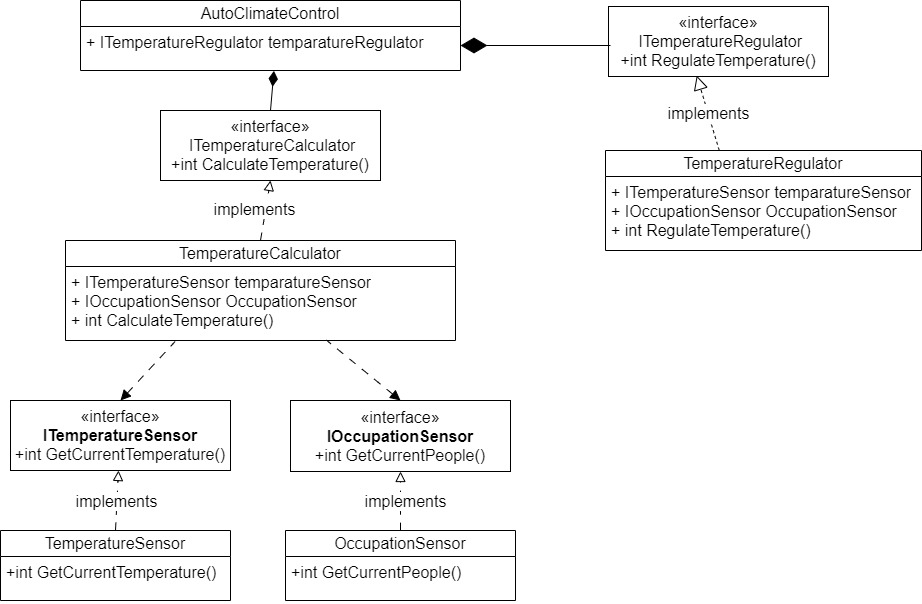 AutoClimateControl
+ ITemperatureRegulator temparatureRegulator
«interface»
ITemperatureRegulator
+int RegulateTemperature()
implements
TemperatureRegulator
+ ITemperatureSensor temparatureSensor
+ IOccupationSensor OccupationSensor
+ int RegulateTemperature()
«interface»
ITemperatureCalculator
+int CalculateTemperature()
implements
TemperatureCalculator
+ ITemperatureSensor temparatureSensor
+ IOccupationSensor OccupationSensor
+ int CalculateTemperature()
«interface»
ITemperatureSensor
+int GetCurrentTemperature()
implements
TemperatureSensor
+int GetCurrentTemperature()
«interface»
IOccupationSensor
+int GetCurrentPeople()
implements
OccupationSensor
+int GetCurrentPeople()